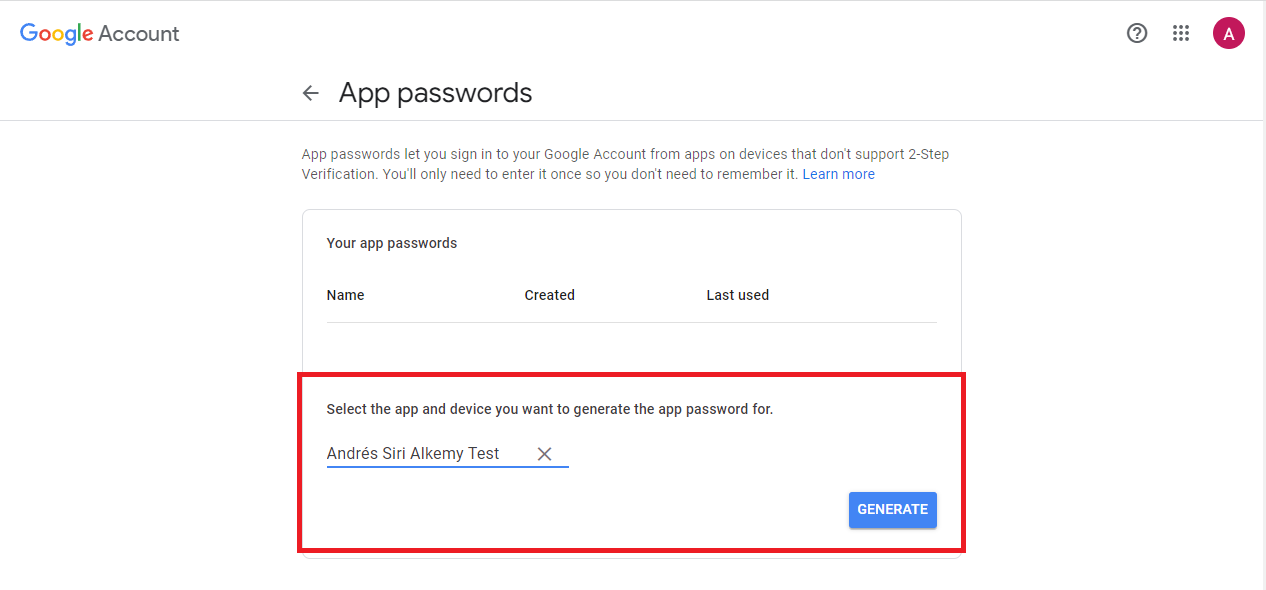 Google Account
A
App passwords
App passwords let you sign in to your Google Account from apps on devices that don't support 2-Step
Verification. You'll only need to enter it once so you don't need to remember it. Learn more
Your app passwords
Name Created Last used
Select the app and device you want to generate the app password for.
Andrés Siri Alkemy Test
GENERATE